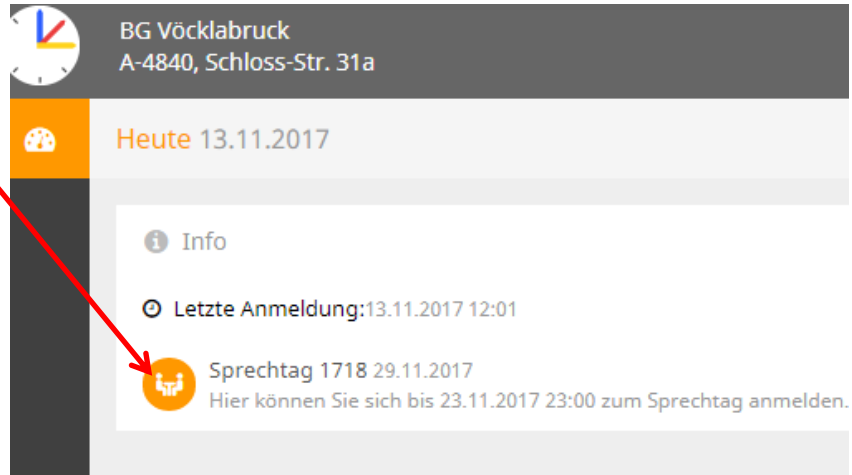 BG Vöcklabruck
A-4840, Schloss-Str. 31a
Heute 13.11.2017
Info
Letzte Anmeldung:13.11.2017 12:01
Sprechtag 1718 29.11.2017
Hier können Sie sich bis 23.11.2017 23:00 zum Sprechtag anmelden.